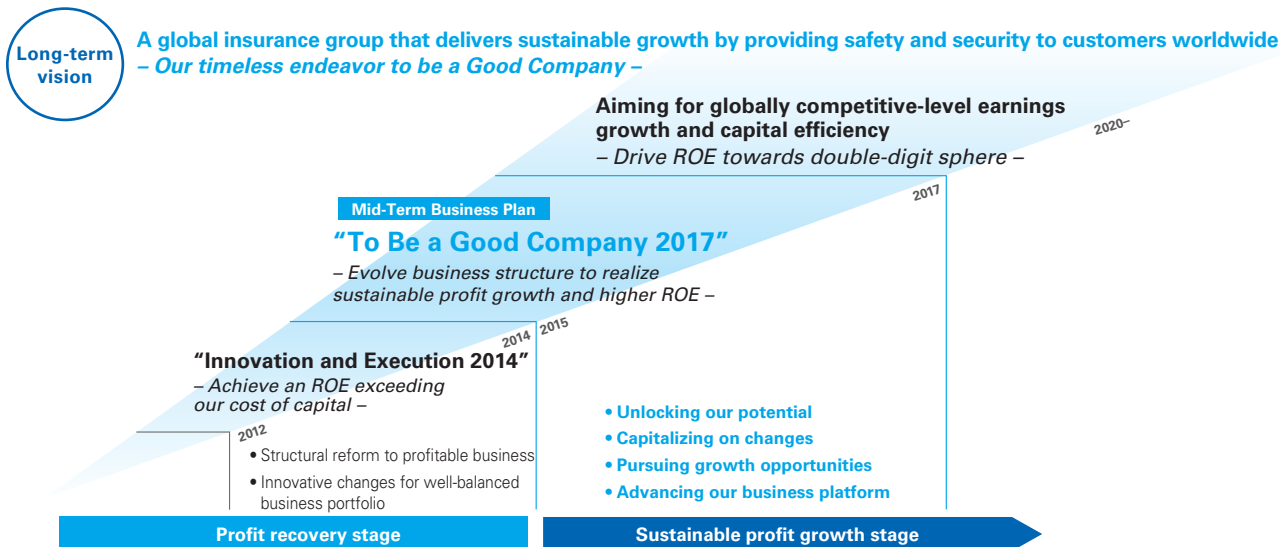 Long-term
vision
A global insurance group that delivers sustainable growth by providing safety and security to customers worldwide
– Our timeless endeavor to be a Good Company –
Aiming for globally competitive-level earnings
growth and capital efficiency
– Drive ROE towards double-digit sphere –
2020–
2017
Mid-Term Business Plan
“To Be a Good Company 2017”
– Evolve business structure to realize
sustainable profit growth and higher ROE –
2014
2015
“Innovation and Execution 2014”
– Achieve an ROE exceeding
our cost of capital –
2012
• Structural reform to profitable business
• Innovative changes for well-balanced
business portfolio
• Unlocking our potential
• Capitalizing on changes
• Pursuing growth opportunities
• Advancing our business platform
Profit recovery stage
Sustainable profit growth stage